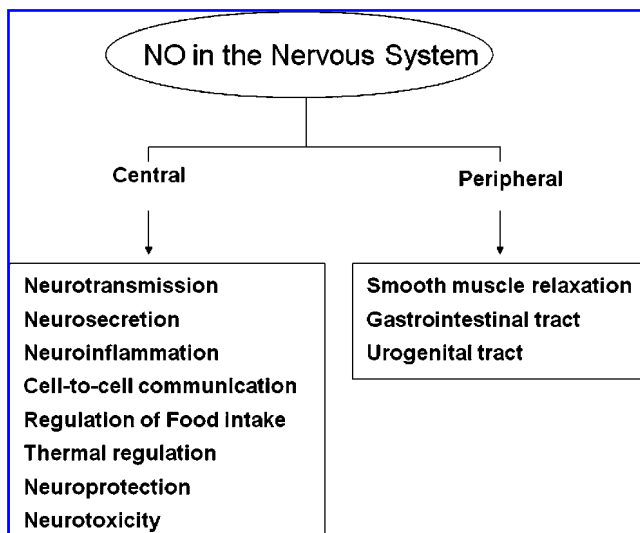 NO in the Nervous System
Central
Peripheral
Neurotransmission
Neurosecretion
Neuroinflammation
Cell-to-cell communication
Regulation of Food intake
Thermal regulation
Neuroprotection
Neurotoxicity
Smooth muscle relaxation
Gastrointestinal tract
Urogenital tract